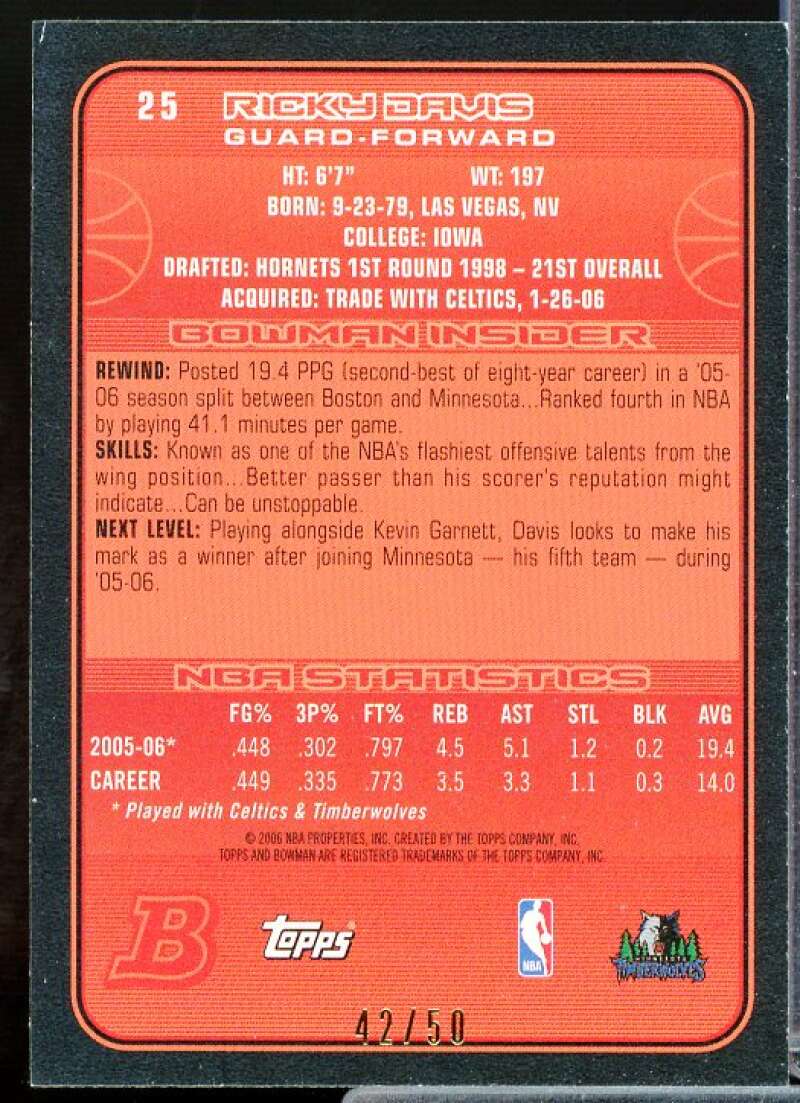 25 RICKY DAVIS
GUARD-FORWARD
HT: 6'7" WT: 197
BORN: 9-23-79, LAS VEGAS, NV
COLLEGE: IOWA
DRAFTED: HORNETS 1ST ROUND 1998 – 21ST OVERALL
ACQUIRED: TRADE WITH CELTICS, 1-26-06
BOWMAN INSIDER
REWIND: Posted 19.4 PPG (second-best of eight-year career) in a '05-
06 season split between Boston and Minnesota...Ranked fourth in NBA
by playing 41.1 minutes per game.
SKILLS: Known as one of the NBA's flashiest offensive talents from the
wing position...Better passer than his scorer's reputation might
indicate...Can be unstoppable.
NEXT LEVEL: Playing alongside Kevin Garnett, Davis looks to make his
mark as a winner after joining Minnesota — his fifth team — during
'05-06.
NBA STATISTICS
FG% 3P% FT% REB AST STL BLK AVG
2005-06* .448 .302 .797 4.5 5.1 1.2 0.2 19.4
CAREER .449 .335 .773 3.5 3.3 1.1 0.3 14.0
* Played with Celtics & Timberwolves
© 2006 NBA PROPERTIES, INC. CREATED BY THE TOPPS COMPANY, INC.
TOPPS AND BOWMAN ARE REGISTERED TRADEMARKS OF THE TOPPS COMPANY, INC.
B topps NBA MINNESOTA
TIMBERWOLVES
42/50